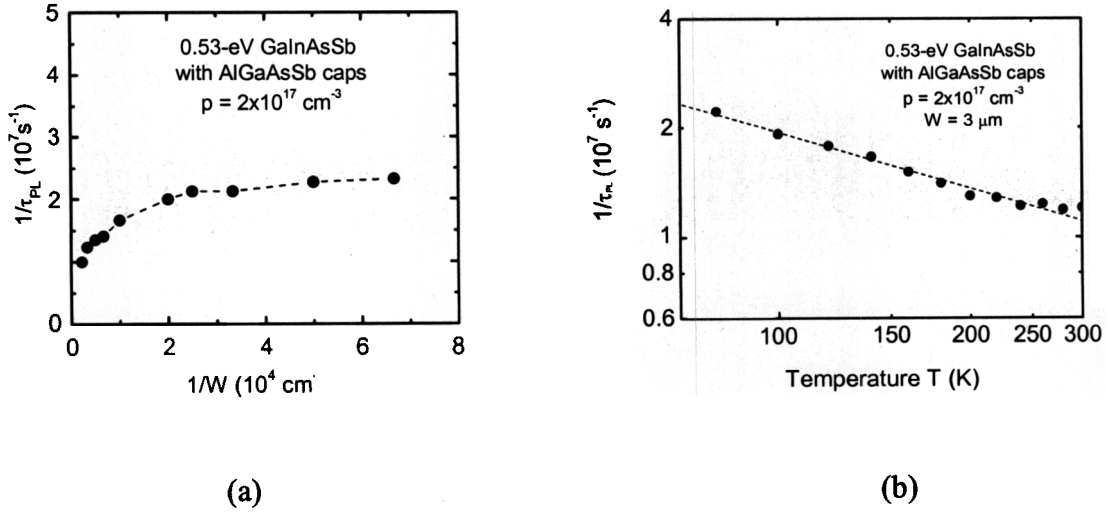 5
4
3
2
1
0
0
2
4
6
8
1/τPL (10⁷s⁻¹)
0.53-eV GaInAsSb
with AlGaAsSb caps
p = 2x10¹⁷ cm⁻³
1/W (10⁴ cm
(a)
4
2
1
0.8
0.6
100
150
200
250
300
1/τPL (10⁷ s⁻¹)
0.53-eV GaInAsSb
with AlGaAsSb caps
p = 2x10¹⁷ cm⁻³
W = 3 μm
Temperature T (K)
(b)